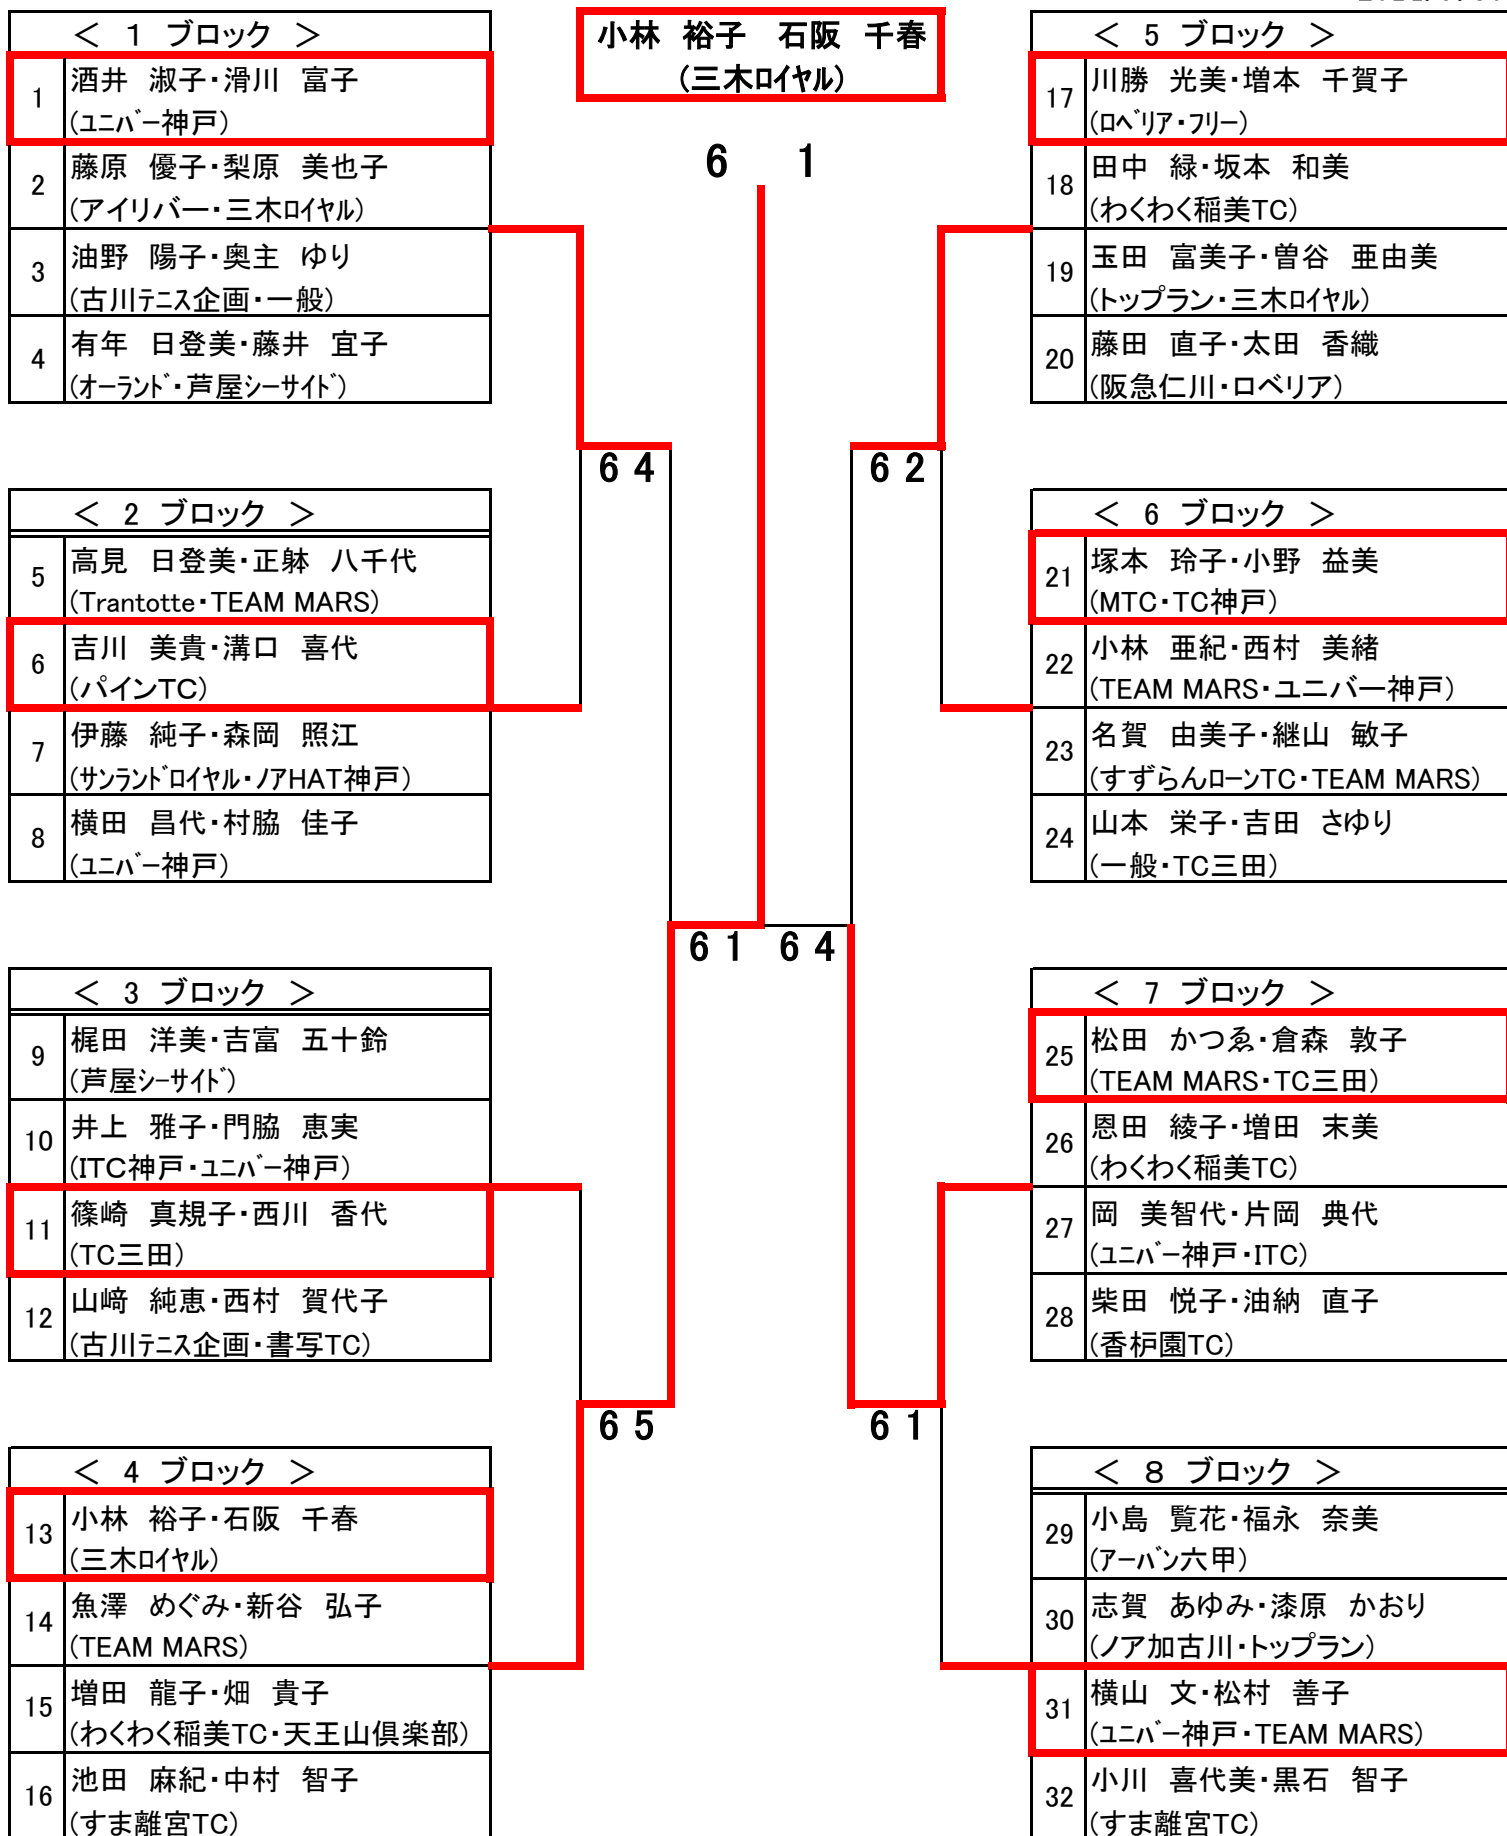 小林 裕子 石阪 千春
(三木ロイヤル)
6 1
< 1 ブロック >
1 酒井 淑子・滑川 富子
(ユニバー神戸)
2 藤原 優子・梨原 美也子
(アイリバー・三木ロイヤル)
3 油野 陽子・奥主 ゆり
(古川テニス企画・一般)
4 有年 日登美・藤井 宜子
(オーランド・芦屋シーサイド)
6 4
< 2 ブロック >
5 高見 日登美・正躰 八千代
(Trantotte・TEAM MARS)
6 吉川 美貴・溝口 喜代
(パインTC)
7 伊藤 純子・森岡 照江
(サンランドロイヤル・ノアHAT神戸)
8 横田 昌代・村脇 佳子
(ユニバー神戸)
6 1 6 4
< 3 ブロック >
9 梶田 洋美・吉富 五十鈴
(芦屋シーサイド)
10 井上 雅子・門脇 恵実
(ITC神戸・ユニバー神戸)
11 篠崎 真規子・西川 香代
(TC三田)
12 山﨑 純恵・西村 賀代子
(古川テニス企画・書写TC)
6 5
< 4 ブロック >
13 小林 裕子・石阪 千春
(三木ロイヤル)
14 魚澤 めぐみ・新谷 弘子
(TEAM MARS)
15 増田 龍子・畑 貴子
(わくわく稲美TC・天王山倶楽部)
16 池田 麻紀・中村 智子
(すま離宮TC)
< 5 ブロック >
17 川勝 光美・増本 千賀子
(ロベリア・フリー)
18 田中 緑・坂本 和美
(わくわく稲美TC)
19 玉田 富美子・曽谷 亜由美
(トップラン・三木ロイヤル)
20 藤田 直子・太田 香織
(阪急仁川・ロベリア)
6 2
< 6 ブロック >
21 塚本 玲子・小野 益美
(MTC・TC神戸)
22 小林 亜紀・西村 美緒
(TEAM MARS・ユニバー神戸)
23 名賀 由美子・継山 敏子
(すずらんローンTC・TEAM MARS)
24 山本 栄子・吉田 さゆり
(一般・TC三田)
< 7 ブロック >
25 松田 かつゑ・倉森 敦子
(TEAM MARS・TC三田)
26 恩田 綾子・増田 末美
(わくわく稲美TC)
27 岡 美智代・片岡 典代
(ユニバー神戸・ITC)
28 柴田 悦子・油納 直子
(香枦園TC)
6 1
< 8 ブロック >
29 小島 覧花・福永 奈美
(アーバン六甲)
30 志賀 あゆみ・漆原 かおり
(ノア加古川・トップラン)
31 横山 文・松村 善子
(ユニバー神戸・TEAM MARS)
32 小川 喜代美・黒石 智子
(すま離宮TC)